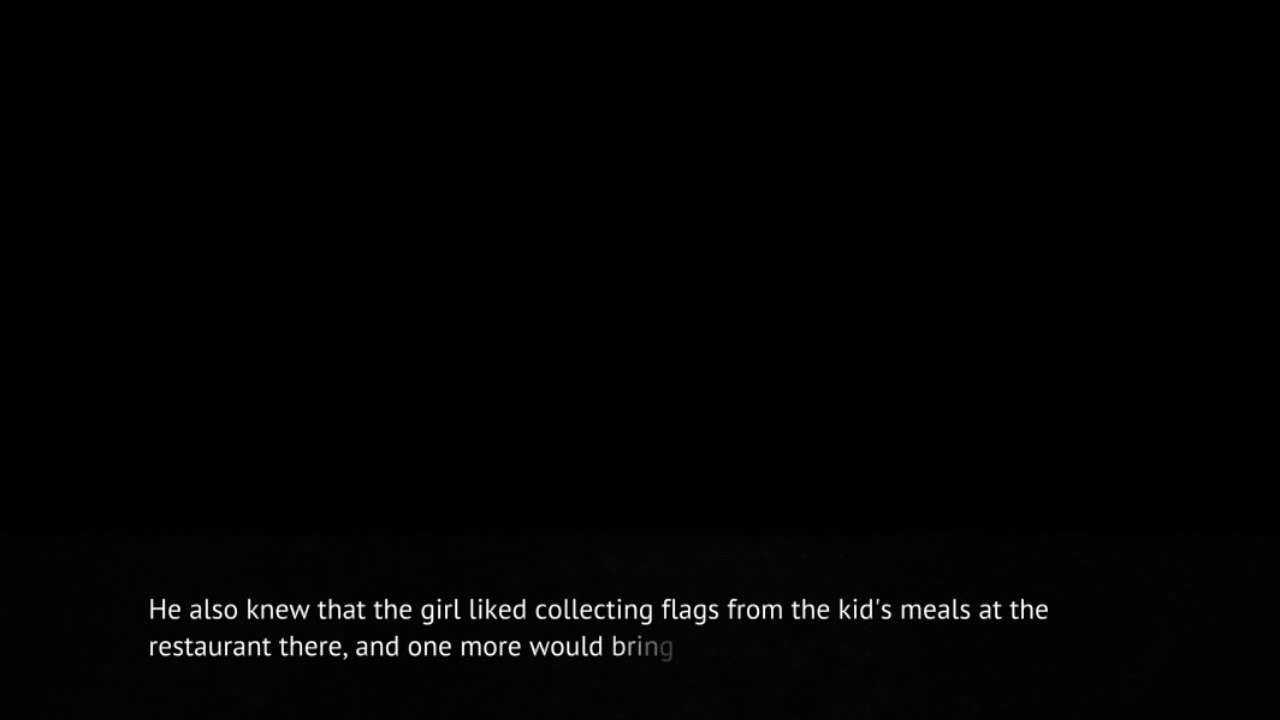 He also knew that the girl liked collecting flags from the kid's meals at the
restaurant there, and one more would bring